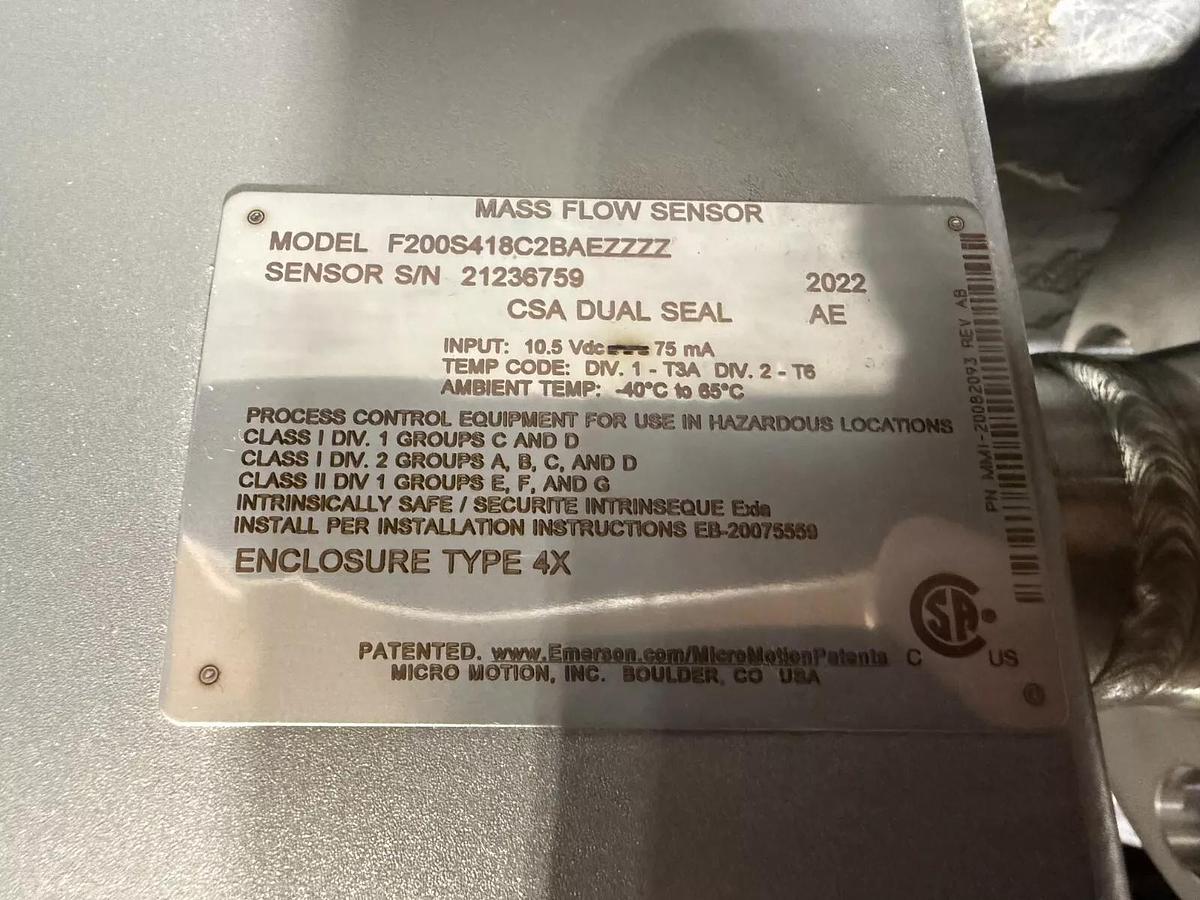 MASS FLOW SENSOR
MODEL F200S418C2BAEZZZZ
SENSOR S/N 21236759 2022
CSA DUAL SEAL AE
INPUT: 10.5 Vdc 75 mA
TEMP CODE: DIV. 1 - T3A DIV. 2 - T6
AMBIENT TEMP: -40°C to 65°C
PROCESS CONTROL EQUIPMENT FOR USE IN HAZARDOUS LOCATIONS
CLASS I DIV. 1 GROUPS C AND D
CLASS I DIV. 2 GROUPS A, B, C, AND D
CLASS II DIV 1 GROUPS E, F, AND G
INTRINSICALLY SAFE / SECURITE INTRINSEQUE Exia
INSTALL PER INSTALLATION INSTRUCTIONS EB-20075559
ENCLOSURE TYPE 4X
PATENTED. www.Emerson.com/MicroMotionPatents
MICRO MOTION, INC. BOULDER, CO USA
C SA® US
PN MMI-20082093 REV AB